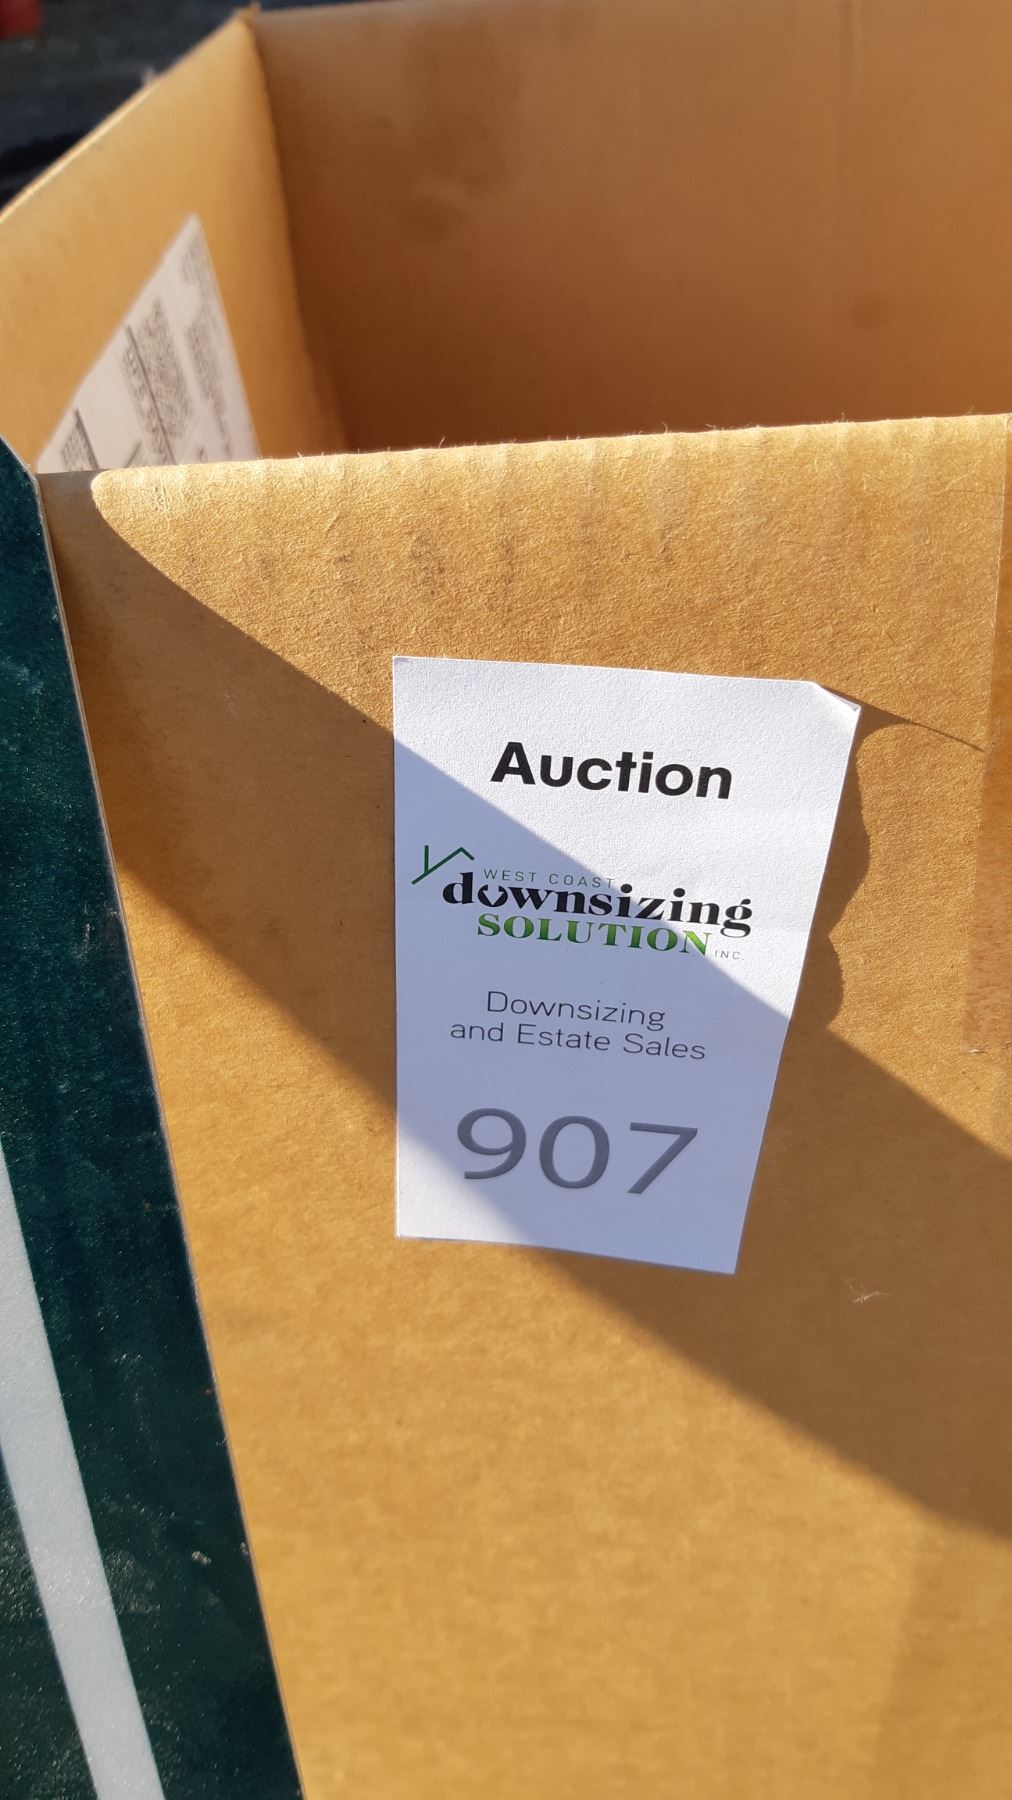 Auction
WEST COAST
downsizing
SOLUTION INC.
Downsizing
and Estate Sales
907